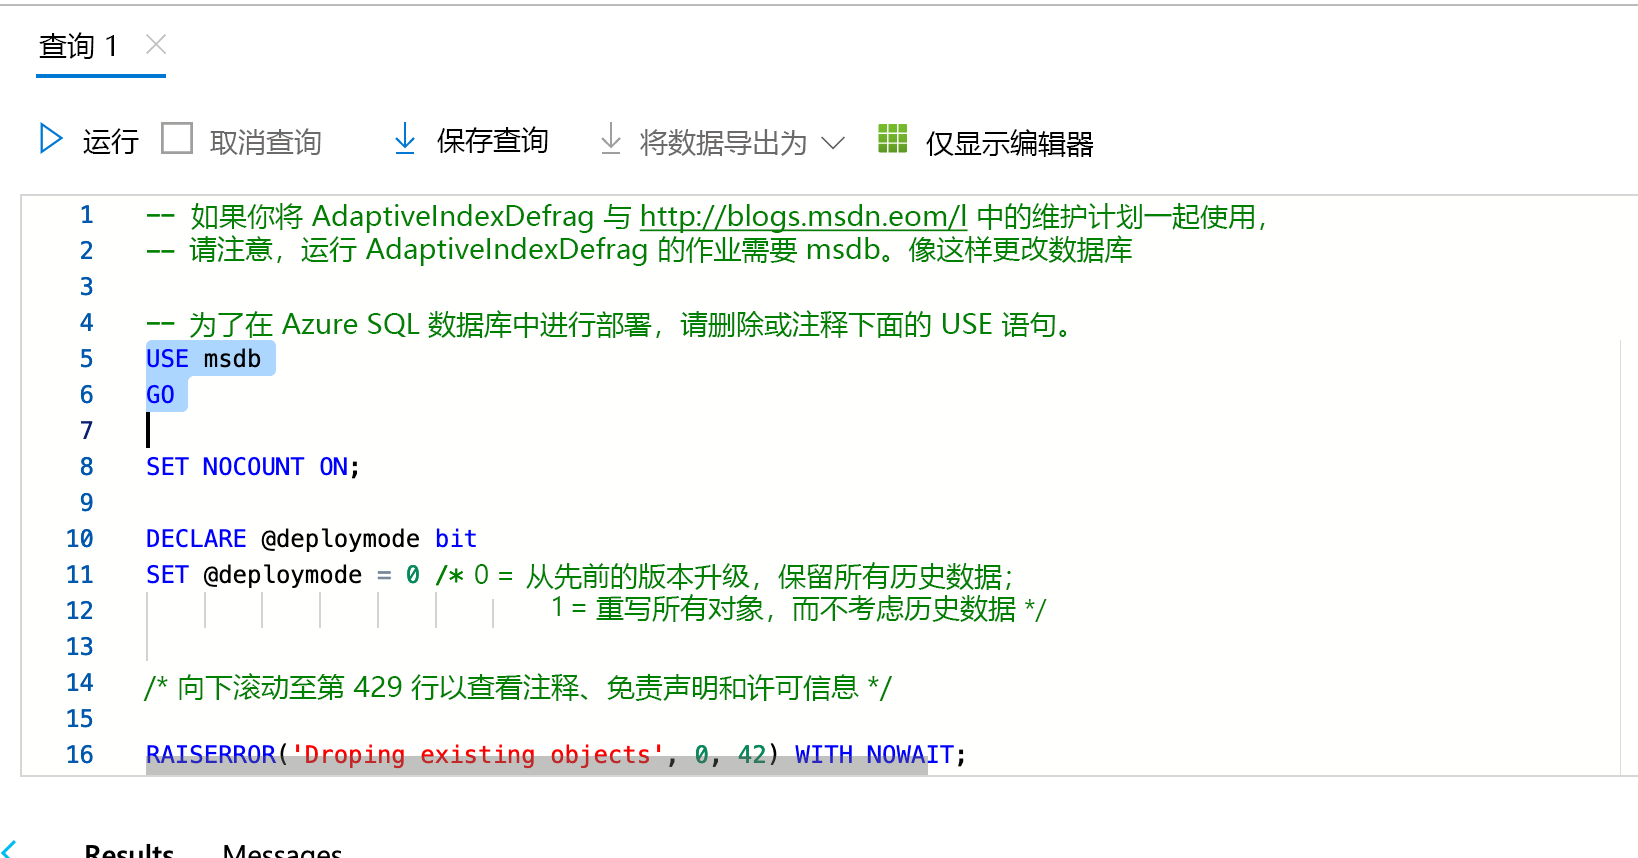 查询 1
运行 取消查询 保存查询 将数据导出为 仅显示编辑器
1 -- 如果你将 AdaptiveIndexDefrag 与 http://blogs.msdn.eom/l 中的维护计划一起使用,
2 -- 请注意，运行 AdaptiveIndexDefrag 的作业需要 msdb。像这样更改数据库
3
4 -- 为了在 Azure SQL 数据库中进行部署，请删除或注释下面的 USE 语句。
5 USE msdb
6 GO
7
8 SET NOCOUNT ON;
9
10 DECLARE @deploymode bit
11 SET @deploymode = 0 /* 0 = 从先前的版本升级，保留所有历史数据；
12 1 = 重写所有对象，而不考虑历史数据 */
13
14 /* 向下滚动至第 429 行以查看注释、免责声明和许可信息 */
15
16 RAISERROR('Droping existing objects', 0, 42) WITH NOWAIT;
Results Messages